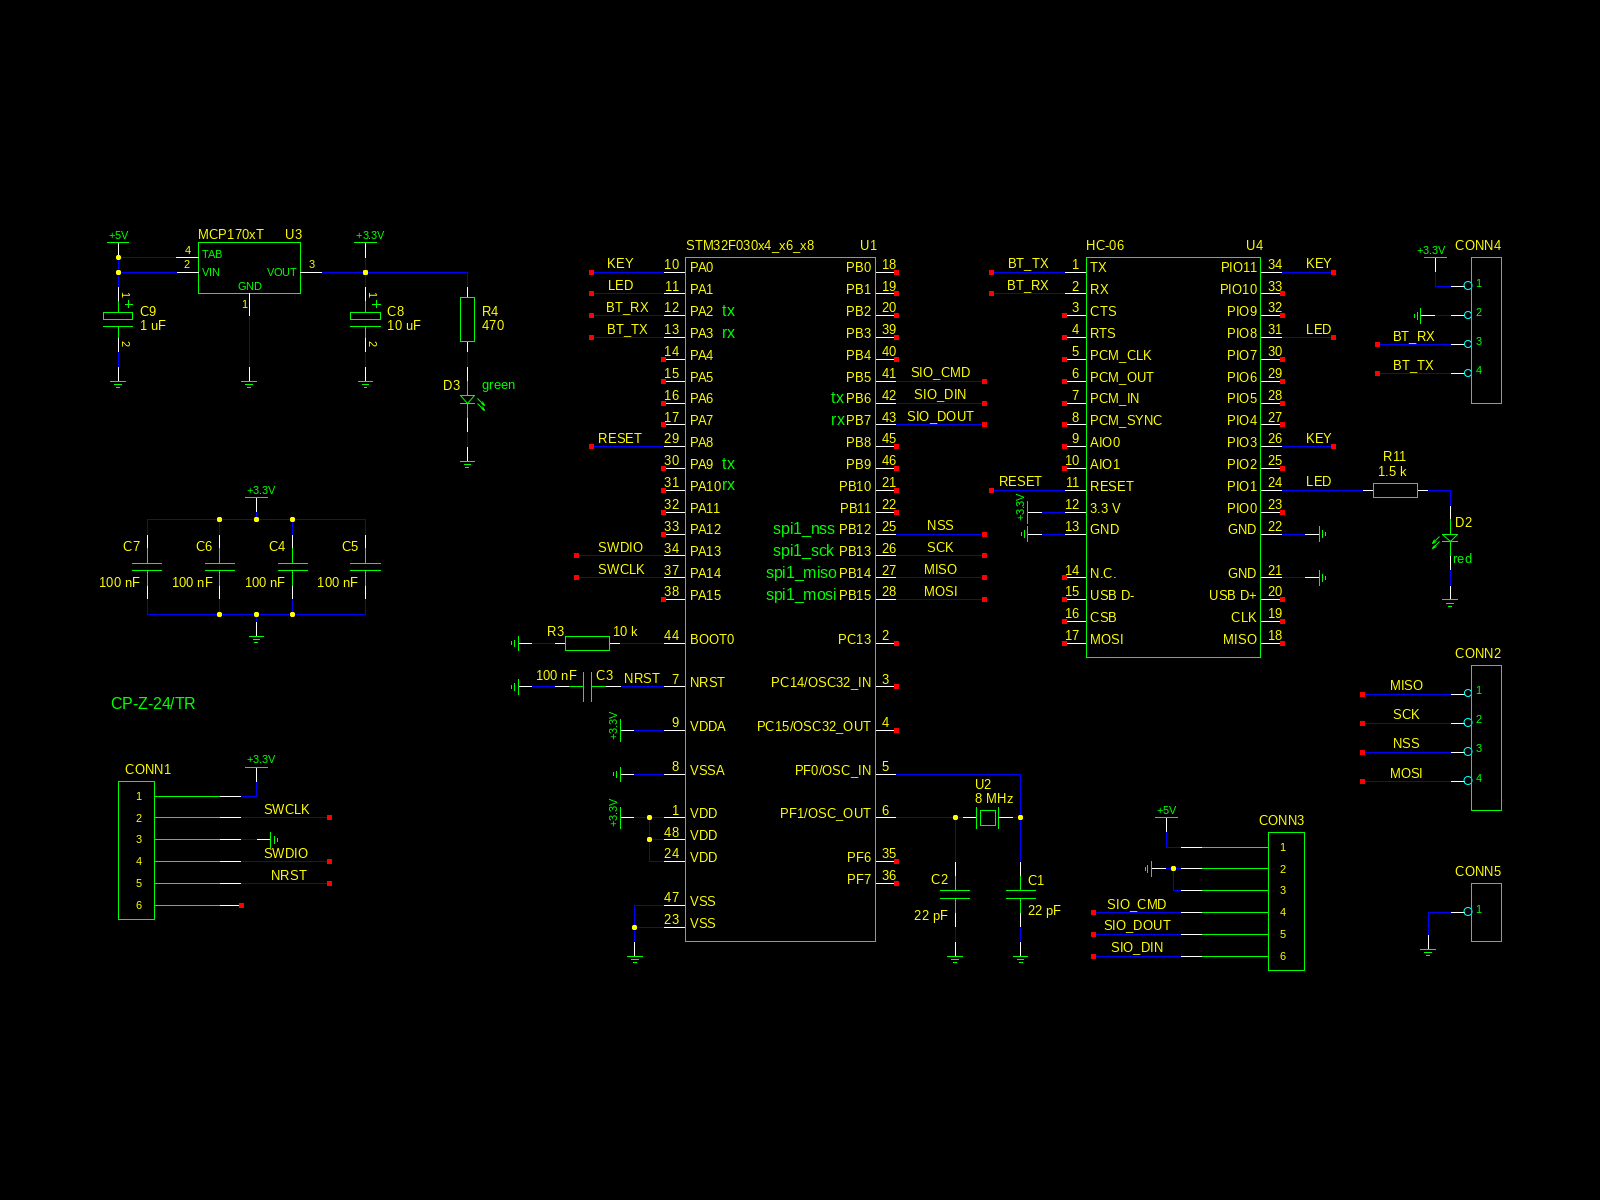 +5V
MCP170xT U3
4 TAB
2 VIN
VOUT 3
GND
1
+3.3V
1
+
C9
1 uF
2
1
+
C8
10 uF
2
R4
470
D3 green
+3.3V
C7 C6 C4 C5
100 nF 100 nF 100 nF 100 nF
CP-Z-24/TR
CONN1
+3.3V
1
2 SWCLK
3
4 SWDIO
5 NRST
6
STM32F030x4_x6_x8 U1
KEY 10 PA0
LED 11 PA1
BT_RX 12 PA2 tx
BT_TX 13 PA3 rx
14 PA4
15 PA5
16 PA6
17 PA7
RESET 29 PA8
30 PA9 tx
31 PA10 rx
32 PA11
33 PA12
SWDIO 34 PA13
SWCLK 37 PA14
38 PA15
R3 10 k 44 BOOT0
100 nF C3 NRST 7 NRST
+3.3V 9 VDDA
8 VSSA
+3.3V 1 VDD
48 VDD
24 VDD
47 VSS
23 VSS
PB0 18
PB1 19
PB2 20
PB3 39
PB4 40
PB5 41 SIO_CMD
tx PB6 42 SIO_DIN
rx PB7 43 SIO_DOUT
PB8 45
PB9 46
PB10 21
PB11 22
spi1_nss PB12 25 NSS
spi1_sck PB13 26 SCK
spi1_miso PB14 27 MISO
spi1_mosi PB15 28 MOSI
PC13 2
PC14/OSC32_IN 3
PC15/OSC32_OUT 4
PF0/OSC_IN 5
PF1/OSC_OUT 6
PF6 35
PF7 36
U2
8 MHz
C2
22 pF
C1
22 pF
HC-06 U4
BT_TX 1 TX
BT_RX 2 RX
3 CTS
4 RTS
5 PCM_CLK
6 PCM_OUT
7 PCM_IN
8 PCM_SYNC
9 AIO0
10 AIO1
RESET 11 RESET
+3.3V 12 3.3 V
13 GND
14 N.C.
15 USB D-
16 CSB
17 MOSI
PIO11 34 KEY
PIO10 33
PIO9 32
PIO8 31 LED
PIO7 30
PIO6 29
PIO5 28
PIO4 27
PIO3 26 KEY
PIO2 25
PIO1 24 LED
PIO0 23
GND 22
GND 21
USB D+ 20
CLK 19
MISO 18
R11
1.5 k
D2
red
+3.3V CONN4
1
2
BT_RX 3
BT_TX 4
CONN2
MISO 1
SCK 2
NSS 3
MOSI 4
+5V
CONN3
1
2
3
SIO_CMD 4
SIO_DOUT 5
SIO_DIN 6
CONN5
1